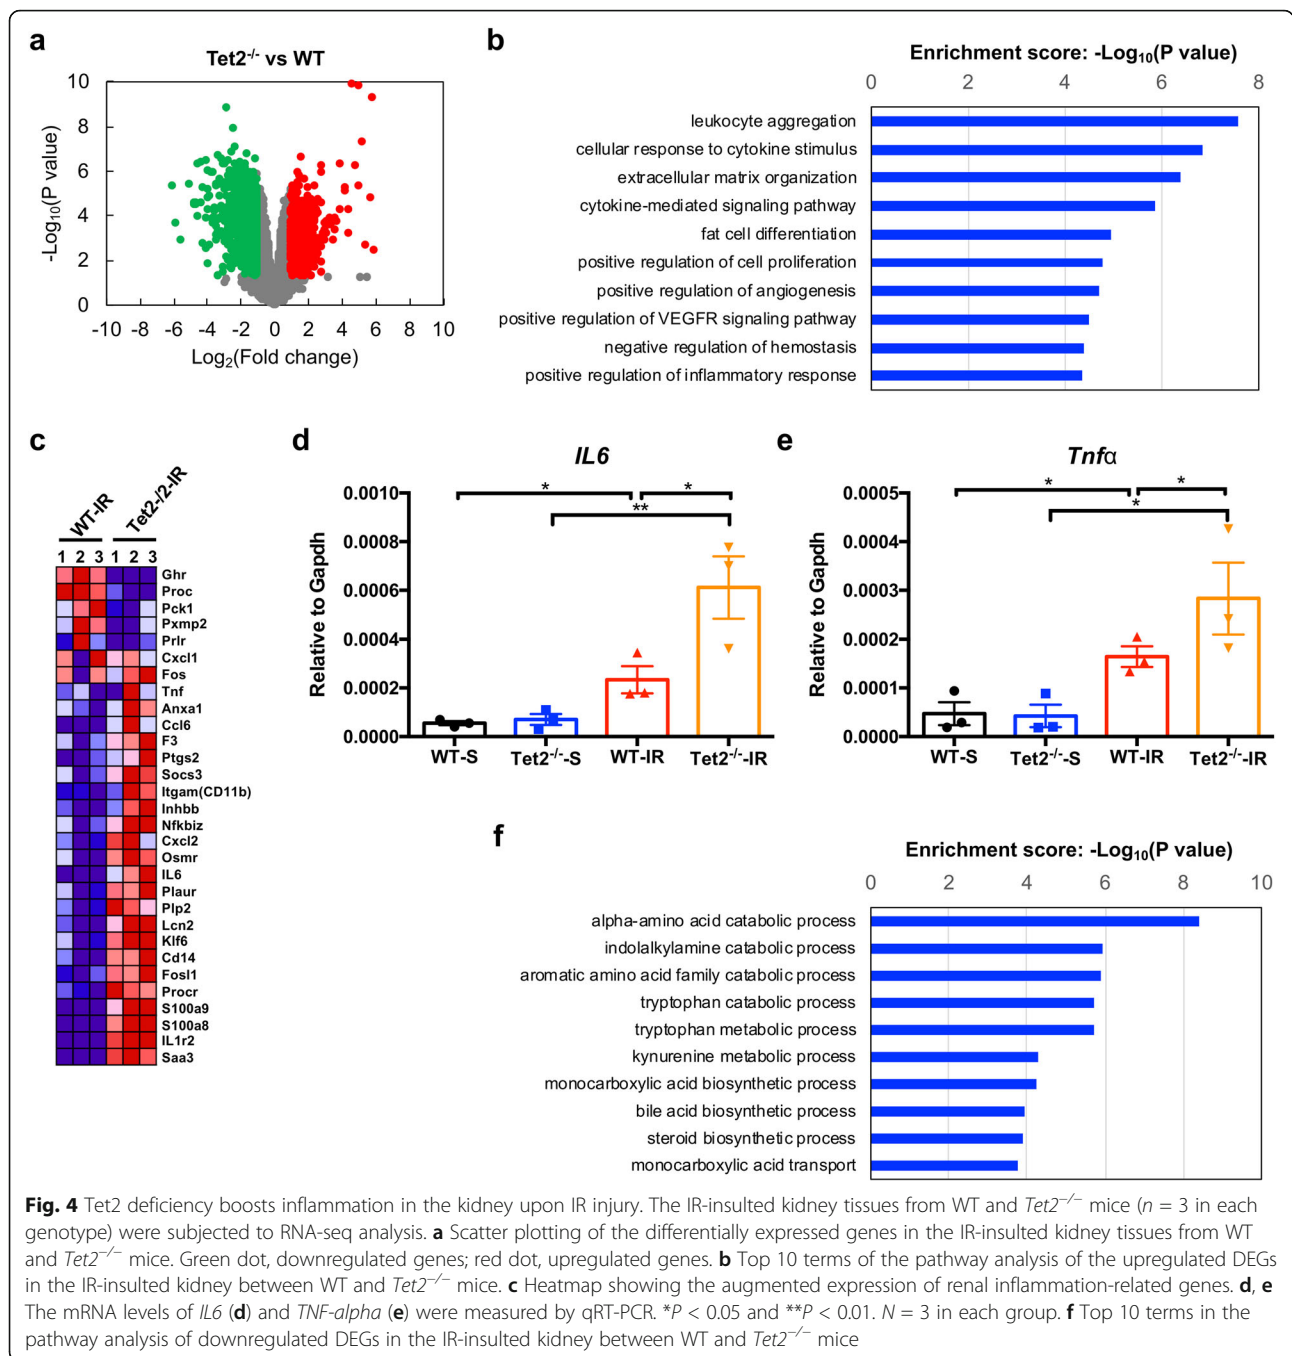 a
Tet2-/- vs WT
10
8
6
4
2
0
-Log10(P value)
-10 -8 -6 -4 -2 0 2 4 6 8 10
Log2(Fold change)
b
Enrichment score: -Log10(P value)
0 2 4 6 8
leukocyte aggregation
cellular response to cytokine stimulus
extracellular matrix organization
cytokine-mediated signaling pathway
fat cell differentiation
positive regulation of cell proliferation
positive regulation of angiogenesis
positive regulation of VEGFR signaling pathway
negative regulation of hemostasis
positive regulation of inflammatory response
c
WT-IR
Tet2-/2-IR
1 2 3 1 2 3
Ghr
Proc
Pck1
Pxmp2
Prlr
Cxcl1
Fos
Tnf
Anxa1
Ccl6
F3
Ptgs2
Socs3
Itgam(CD11b)
Inhbb
Nfkbiz
Cxcl2
Osmr
IL6
Plaur
Plp2
Lcn2
Klf6
Cd14
Fosl1
Procr
S100a9
S100a8
IL1r2
Saa3
d
IL6
* *
**
0.0010
0.0008
0.0006
0.0004
0.0002
0.0000
Relative to Gapdh
WT-S Tet2-/--S WT-IR Tet2-/--IR
e
Tnfα
* *
*
0.0005
0.0004
0.0003
0.0002
0.0001
0.0000
Relative to Gapdh
WT-S Tet2-/--S WT-IR Tet2-/--IR
f
Enrichment score: -Log10(P value)
0 2 4 6 8 10
alpha-amino acid catabolic process
indolalkylamine catabolic process
aromatic amino acid family catabolic process
tryptophan catabolic process
tryptophan metabolic process
kynurenine metabolic process
monocarboxylic acid biosynthetic process
bile acid biosynthetic process
steroid biosynthetic process
monocarboxylic acid transport
Fig. 4 Tet2 deficiency boosts inflammation in the kidney upon IR injury. The IR-insulted kidney tissues from WT and Tet2−/− mice (n = 3 in each
genotype) were subjected to RNA-seq analysis. a Scatter plotting of the differentially expressed genes in the IR-insulted kidney tissues from WT
and Tet2−/− mice. Green dot, downregulated genes; red dot, upregulated genes. b Top 10 terms of the pathway analysis of the upregulated DEGs
in the IR-insulted kidney between WT and Tet2−/− mice. c Heatmap showing the augmented expression of renal inflammation-related genes. d, e
The mRNA levels of IL6 (d) and TNF-alpha (e) were measured by qRT-PCR. *P < 0.05 and **P < 0.01. N = 3 in each group. f Top 10 terms in the
pathway analysis of downregulated DEGs in the IR-insulted kidney between WT and Tet2−/− mice